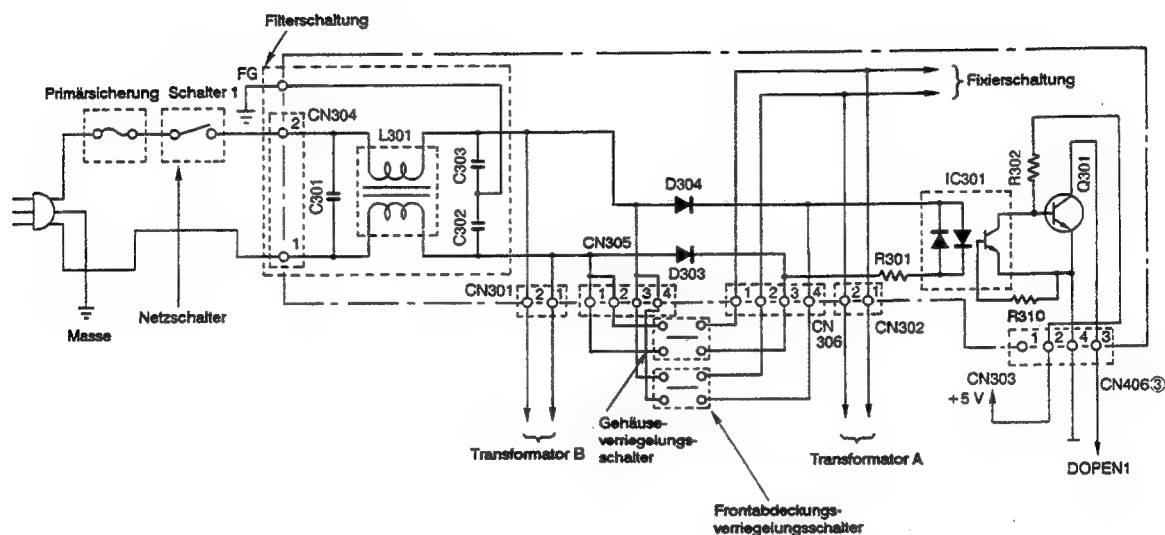 Filterschaltung
FG
Primärsicherung
Schalter 1
CN304
2
L301
C303
C301
C302
1
Fixierschaltung
D304
IC301
R302
Q301
CN305
D303
R301
R310
CN301
2 1
1 2 3 4
1 2 3 4
2 1
CN306
CN302
1 2 4 3
CN303
CN406③
+5 V
DOPEN1
Masse
Netzschalter
Transformator B
Gehäuse-
verriegelungs-
schalter
Transformator A
Frontabdeckungs-
verriegelungsschalter